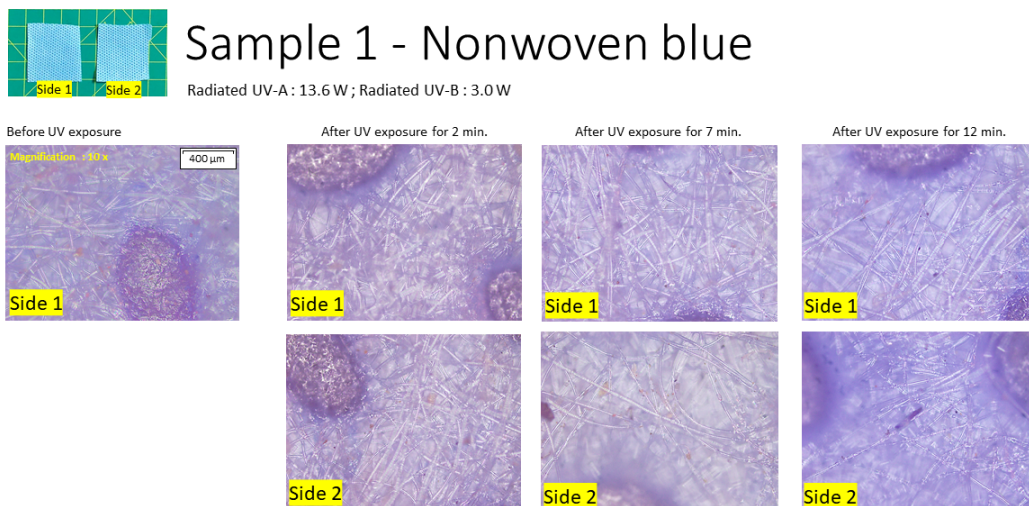 Sample 1 - Nonwoven blue
Side 1
Side 2
Radiated UV-A : 13.6 W ; Radiated UV-B : 3.0 W
Before UV exposure
After UV exposure for 2 min.
After UV exposure for 7 min.
After UV exposure for 12 min.
Magnification : 10 x
400 µm
Side 1
Side 1
Side 1
Side 1
Side 2
Side 2
Side 2